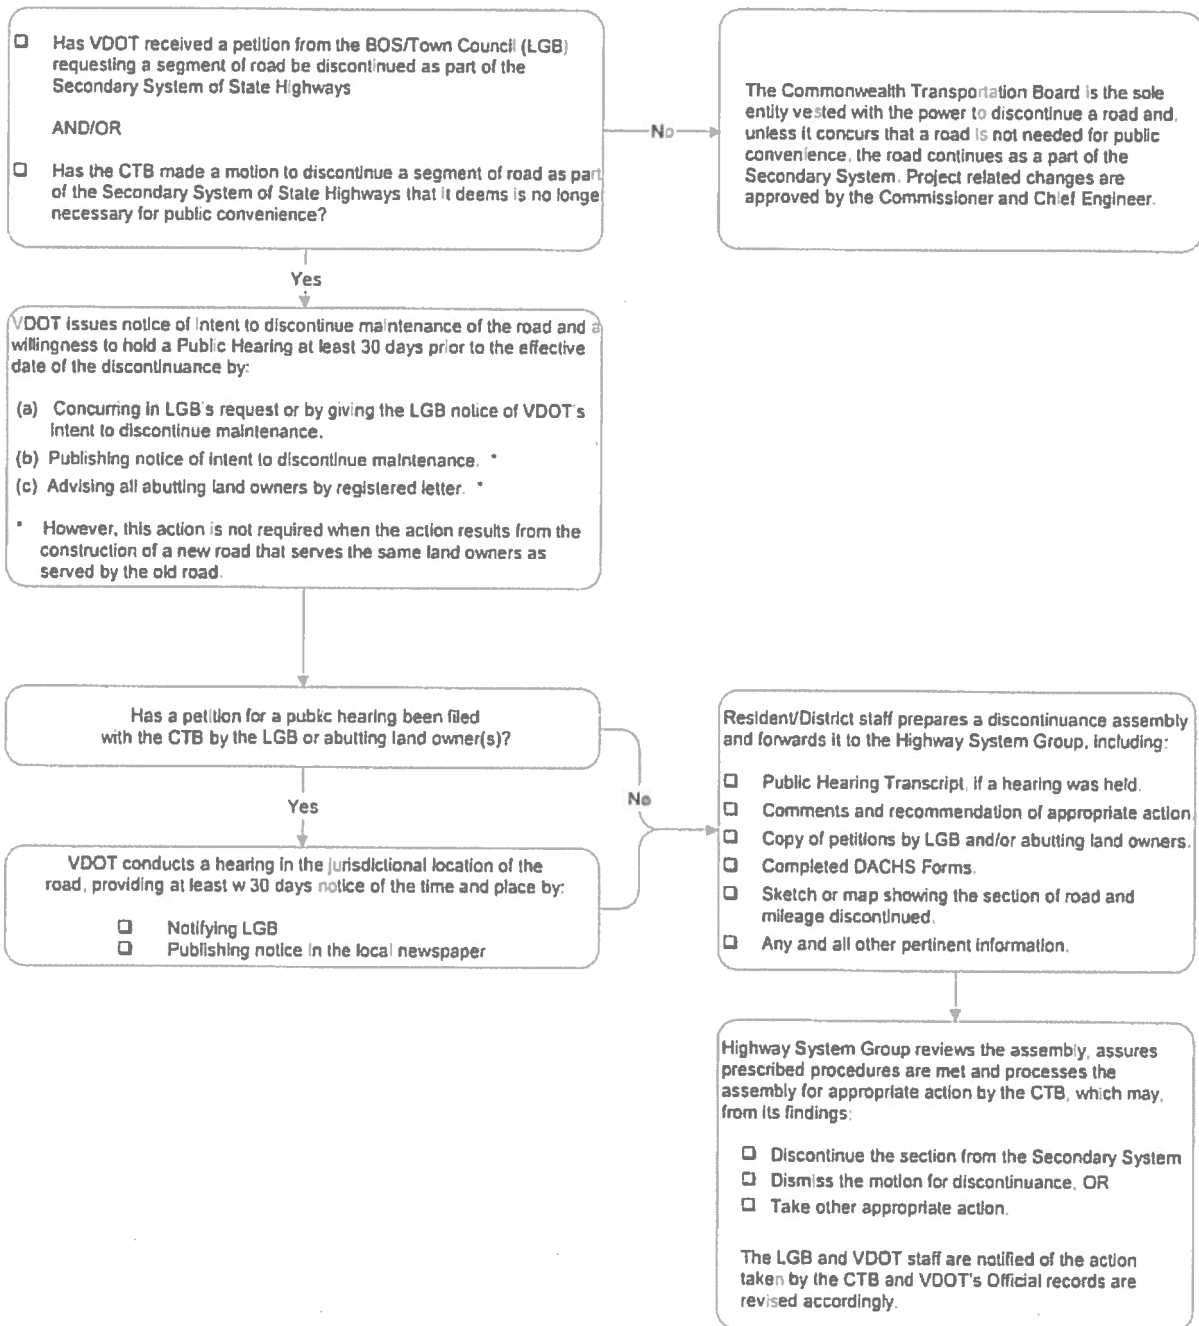 ❑ Has VDOT received a petition from the BOS/Town Council (LGB)
requesting a segment of road be discontinued as part of the
Secondary System of State Highways
AND/OR
❑ Has the CTB made a motion to discontinue a segment of road as part
of the Secondary System of State Highways that it deems is no longe
necessary for public convenience?
No
The Commonwealth Transportation Board is the sole
entity vested with the power to discontinue a road and,
unless it concurs that a road is not needed for public
convenience, the road continues as a part of the
Secondary System. Project related changes are
approved by the Commissioner and Chief Engineer.
Yes
VDOT issues notice of intent to discontinue maintenance of the road and a
willingness to hold a Public Hearing at least 30 days prior to the effective
date of the discontinuance by:
(a) Concurring in LGB's request or by giving the LGB notice of VDOT's
intent to discontinue maintenance.
(b) Publishing notice of intent to discontinue maintenance. *
(c) Advising all abutting land owners by registered letter. *
* However, this action is not required when the action results from the
construction of a new road that serves the same land owners as
served by the old road.
Has a petition for a public hearing been filed
with the CTB by the LGB or abutting land owner(s)?
Yes
No
VDOT conducts a hearing in the jurisdictional location of the
road, providing at least w 30 days notice of the time and place by:
❑ Notifying LGB
❑ Publishing notice in the local newspaper
Resident/District staff prepares a discontinuance assembly
and forwards it to the Highway System Group, including:
❑ Public Hearing Transcript, if a hearing was held.
❑ Comments and recommendation of appropriate action
❑ Copy of petitions by LGB and/or abutting land owners.
❑ Completed DACHS Forms.
❑ Sketch or map showing the section of road and
mileage discontinued.
❑ Any and all other pertinent information.
Highway System Group reviews the assembly, assures
prescribed procedures are met and processes the
assembly for appropriate action by the CTB, which may,
from its findings:
❑ Discontinue the section from the Secondary System
❑ Dismiss the motion for discontinuance, OR
❑ Take other appropriate action.
The LGB and VDOT staff are notified of the action
taken by the CTB and VDOT's Official records are
revised accordingly.